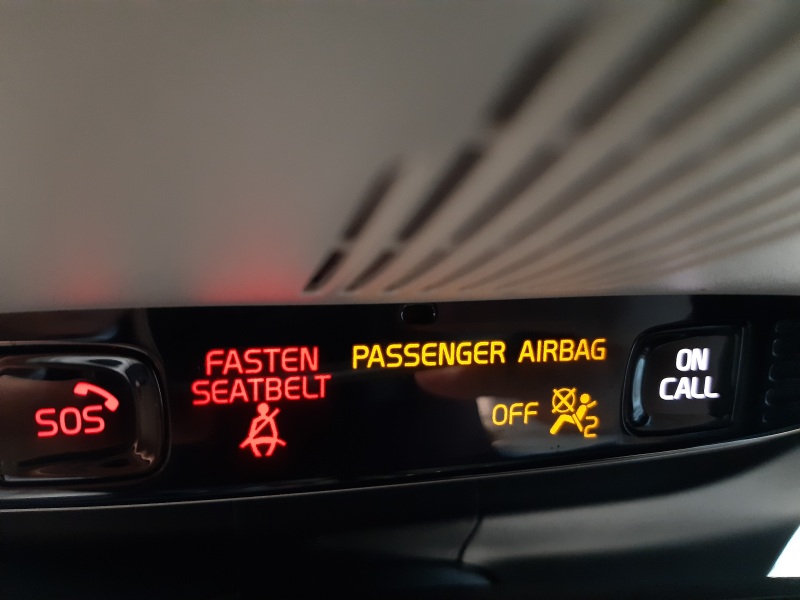 SOS
FASTEN
SEATBELT
PASSENGER AIRBAG
OFF
2
ON
CALL